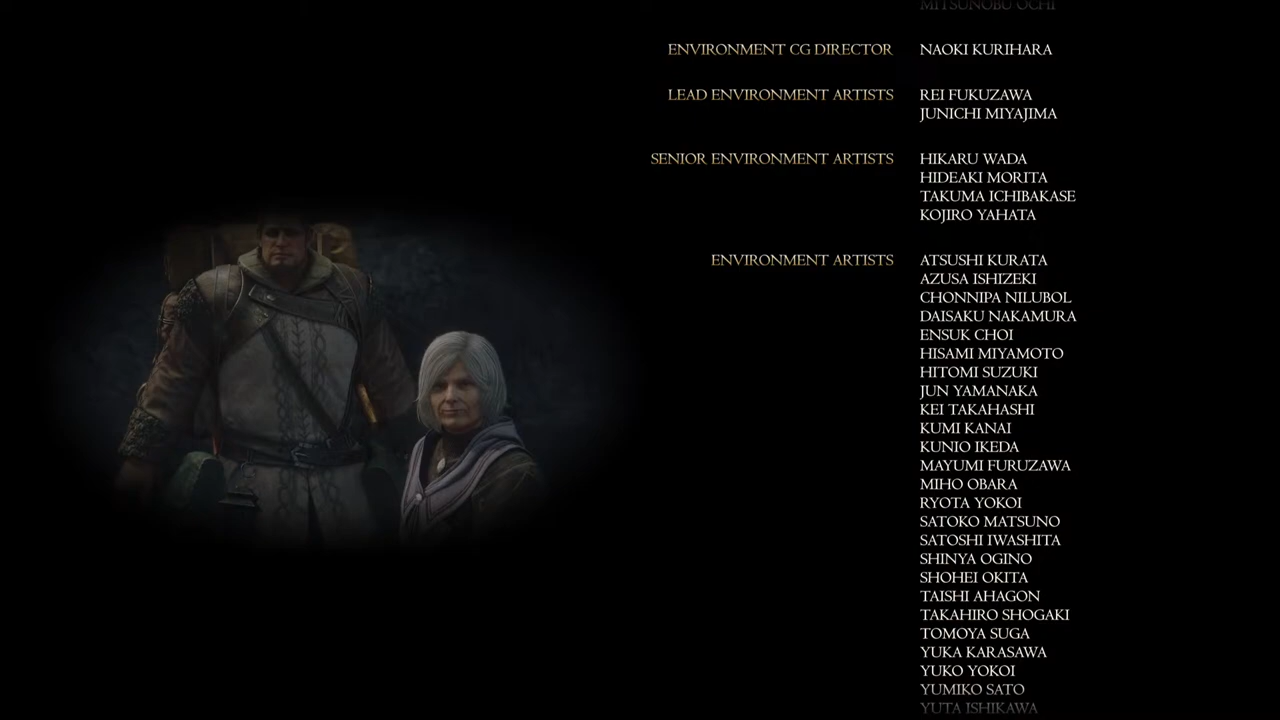 MITSUNOBU OCHI
ENVIRONMENT CG DIRECTOR NAOKI KURIHARA
LEAD ENVIRONMENT ARTISTS REI FUKUZAWA
JUNICHI MIYAJIMA
SENIOR ENVIRONMENT ARTISTS HIKARU WADA
HIDEAKI MORITA
TAKUMA ICHIBAKASE
KOJIRO YAHATA
ENVIRONMENT ARTISTS ATSUSHI KURATA
AZUSA ISHIZEKI
CHONNIPA NILUBOL
DAISAKU NAKAMURA
ENSUK CHOI
HISAMI MIYAMOTO
HITOMI SUZUKI
JUN YAMANAKA
KEI TAKAHASHI
KUMI KANAI
KUNIO IKEDA
MAYUMI FURUZAWA
MIHO OBARA
RYOTA YOKOI
SATOKO MATSUNO
SATOSHI IWASHITA
SHINYA OGINO
SHOHEI OKITA
TAISHI AHAGON
TAKAHIRO SHOGAKI
TOMOYA SUGA
YUKA KARASAWA
YUKO YOKOI
YUMIKO SATO
YUTA ISHIKAWA